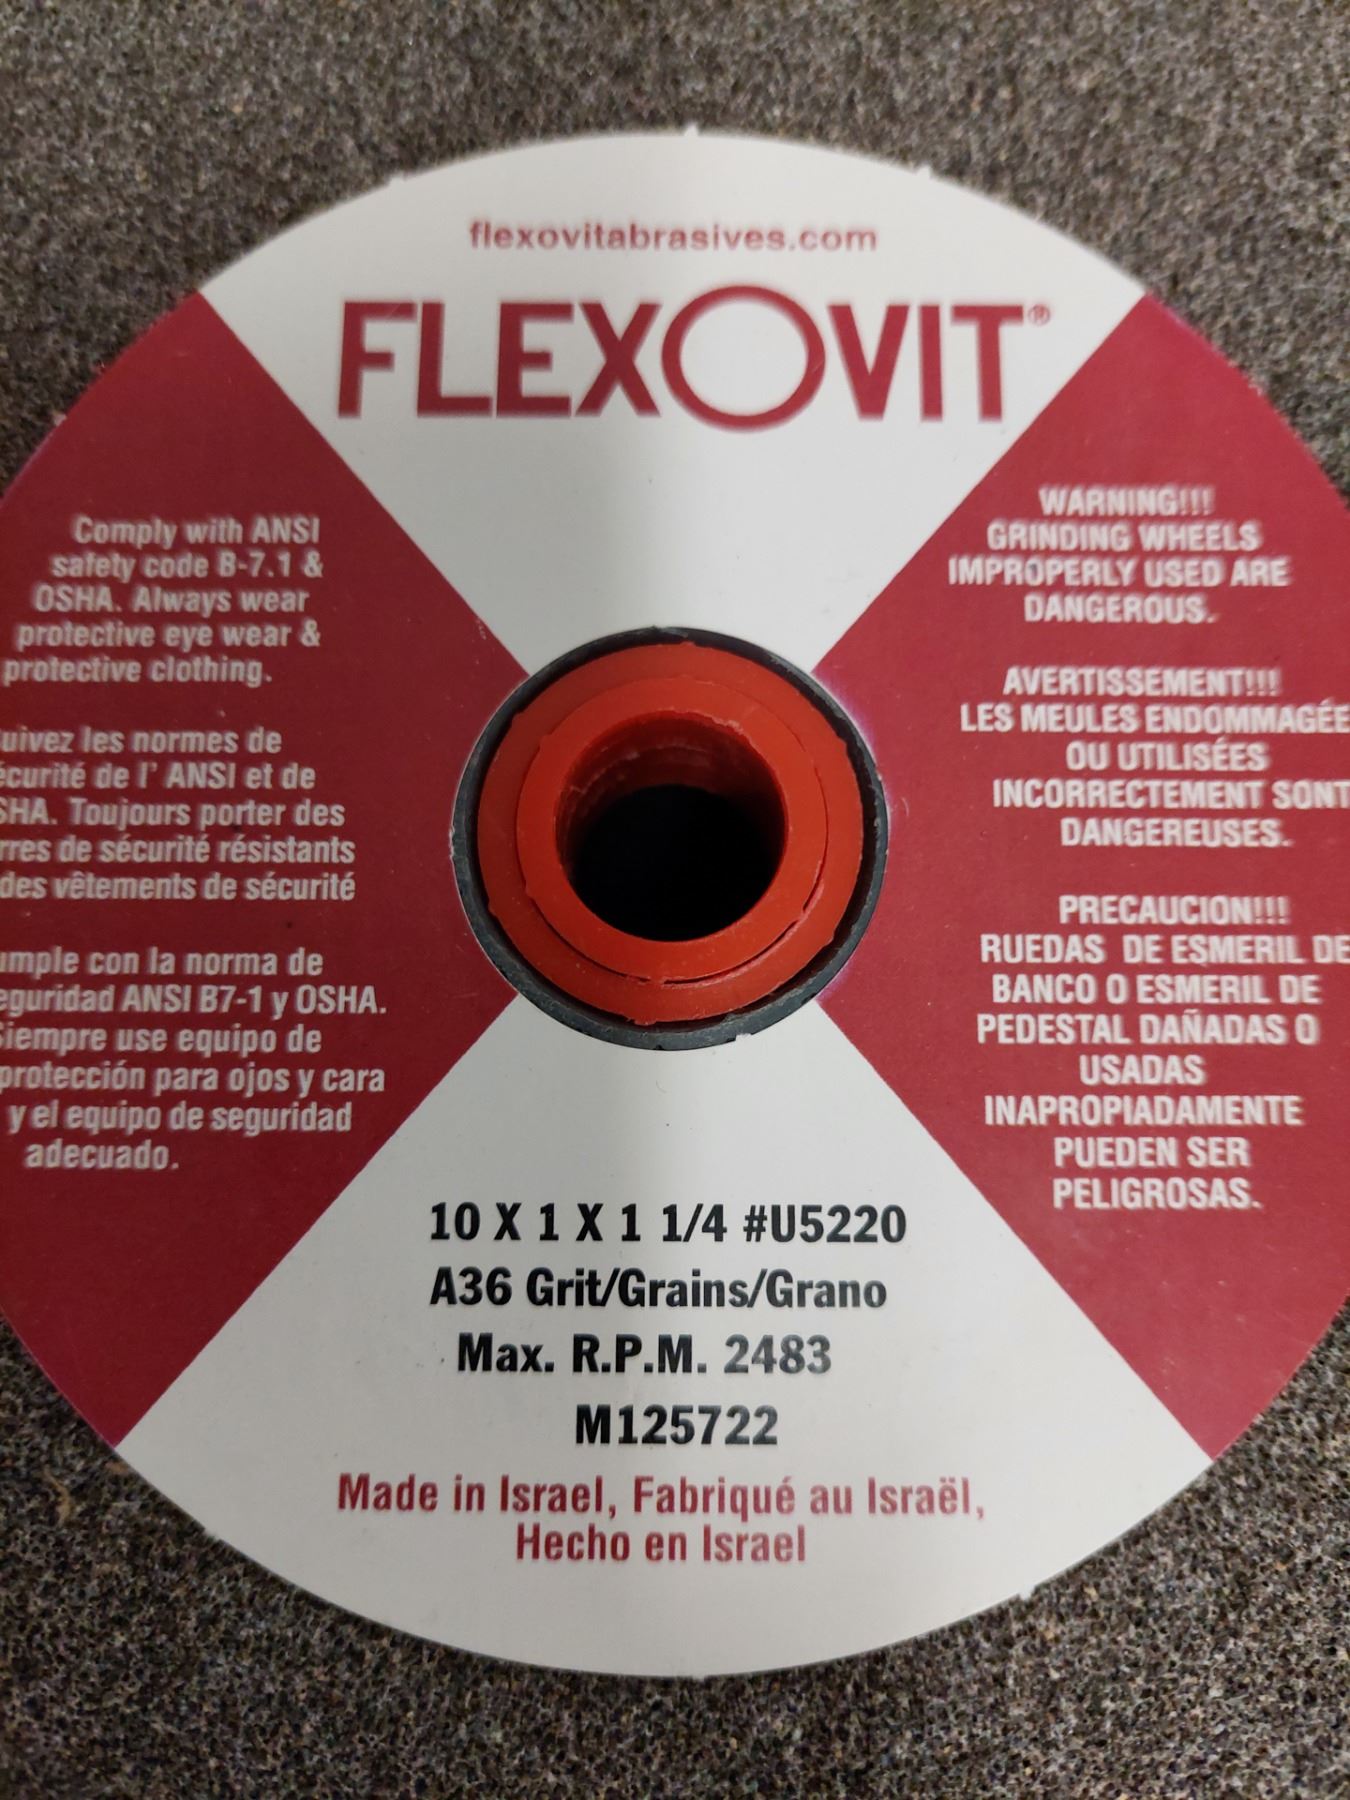 flexovitabrasives.com
FLEXOVIT®
Comply with ANSI
safety code B-7.1 &
OSHA. Always wear
protective eye wear &
protective clothing.
uivez les normes de
écurité de l' ANSI et de
SHA. Toujours porter des
rres de sécurité résistants
des vêtements de sécurité
umple con la norma de
eguridad ANSI B7-1 y OSHA.
Siempre use equipo de
protección para ojos y cara
y el equipo de seguridad
adecuado.
WARNING!!!
GRINDING WHEELS
IMPROPERLY USED ARE
DANGEROUS.
AVERTISSEMENT!!!
LES MEULES ENDOMMAGÉE
OU UTILISÉES
INCORRECTEMENT SONT
DANGEREUSES.
PRECAUCION!!!
RUEDAS DE ESMERIL DE
BANCO O ESMERIL DE
PEDESTAL DAÑADAS O
USADAS
INAPROPIADAMENTE
PUEDEN SER
PELIGROSAS.
10 X 1 X 1 1/4 #U5220
A36 Grit/Grains/Grano
Max. R.P.M. 2483
M125722
Made in Israel, Fabriqué au Israël,
Hecho en Israel